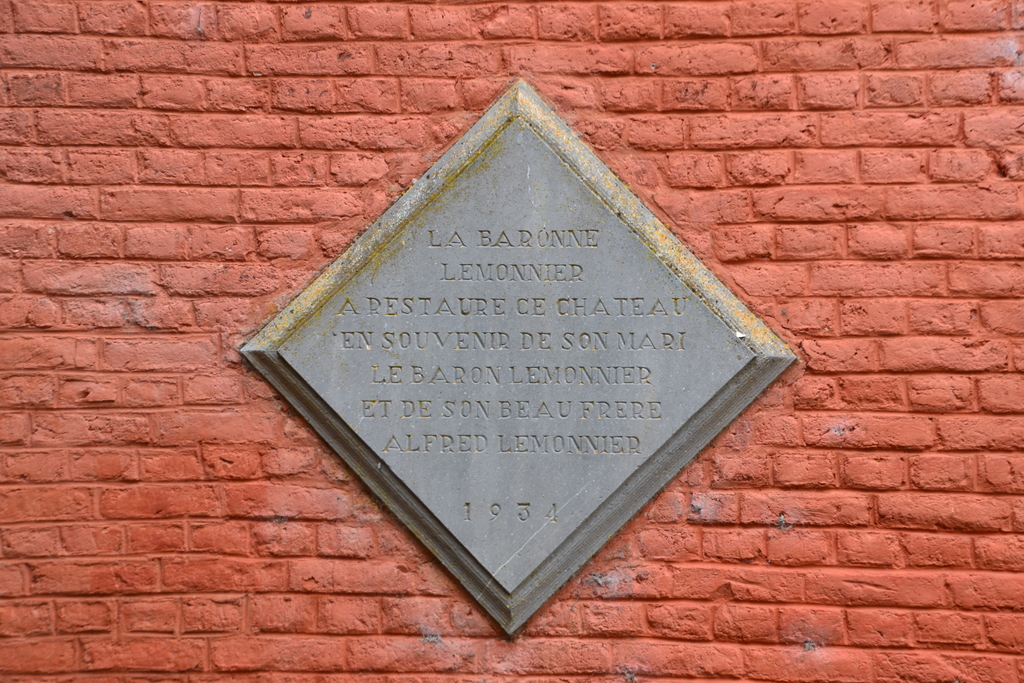 LA BARONNE
LEMONNIER
A RESTAURE CE CHATEAU
EN SOUVENIR DE SON MARI
LE BARON LEMONNIER
ET DE SON BEAU FRERE
ALFRED LEMONNIER
1934